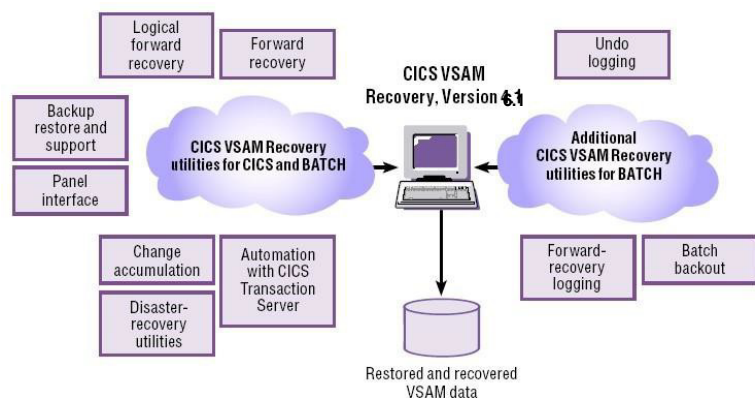 Logical
forward
recovery
Forward
recovery
CICS VSAM
Recovery, Version 6.1
Undo
logging
Backup
restore and
support
Panel
interface
CICS VSAM Recovery
utilities for CICS and BATCH
Additional
CICS VSAM Recovery
utilities for BATCH
Change
accumulation
Automation
with CICS
Transaction
Server
Disaster-
recovery
utilities
Forward-
recovery
logging
Batch
backout
Restored and recovered
VSAM data